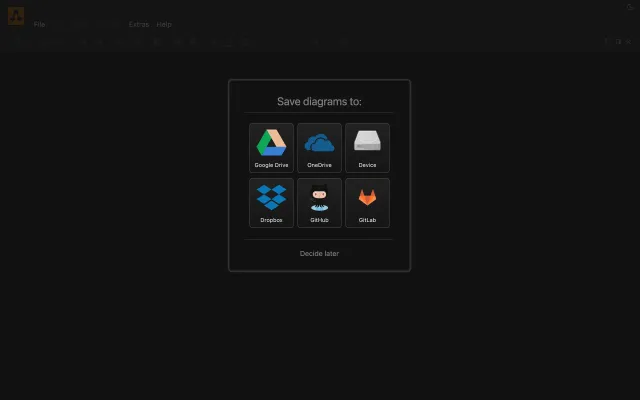 File Extras Help
Save diagrams to:
Google Drive OneDrive Device
Dropbox GitHub GitLab
Decide later